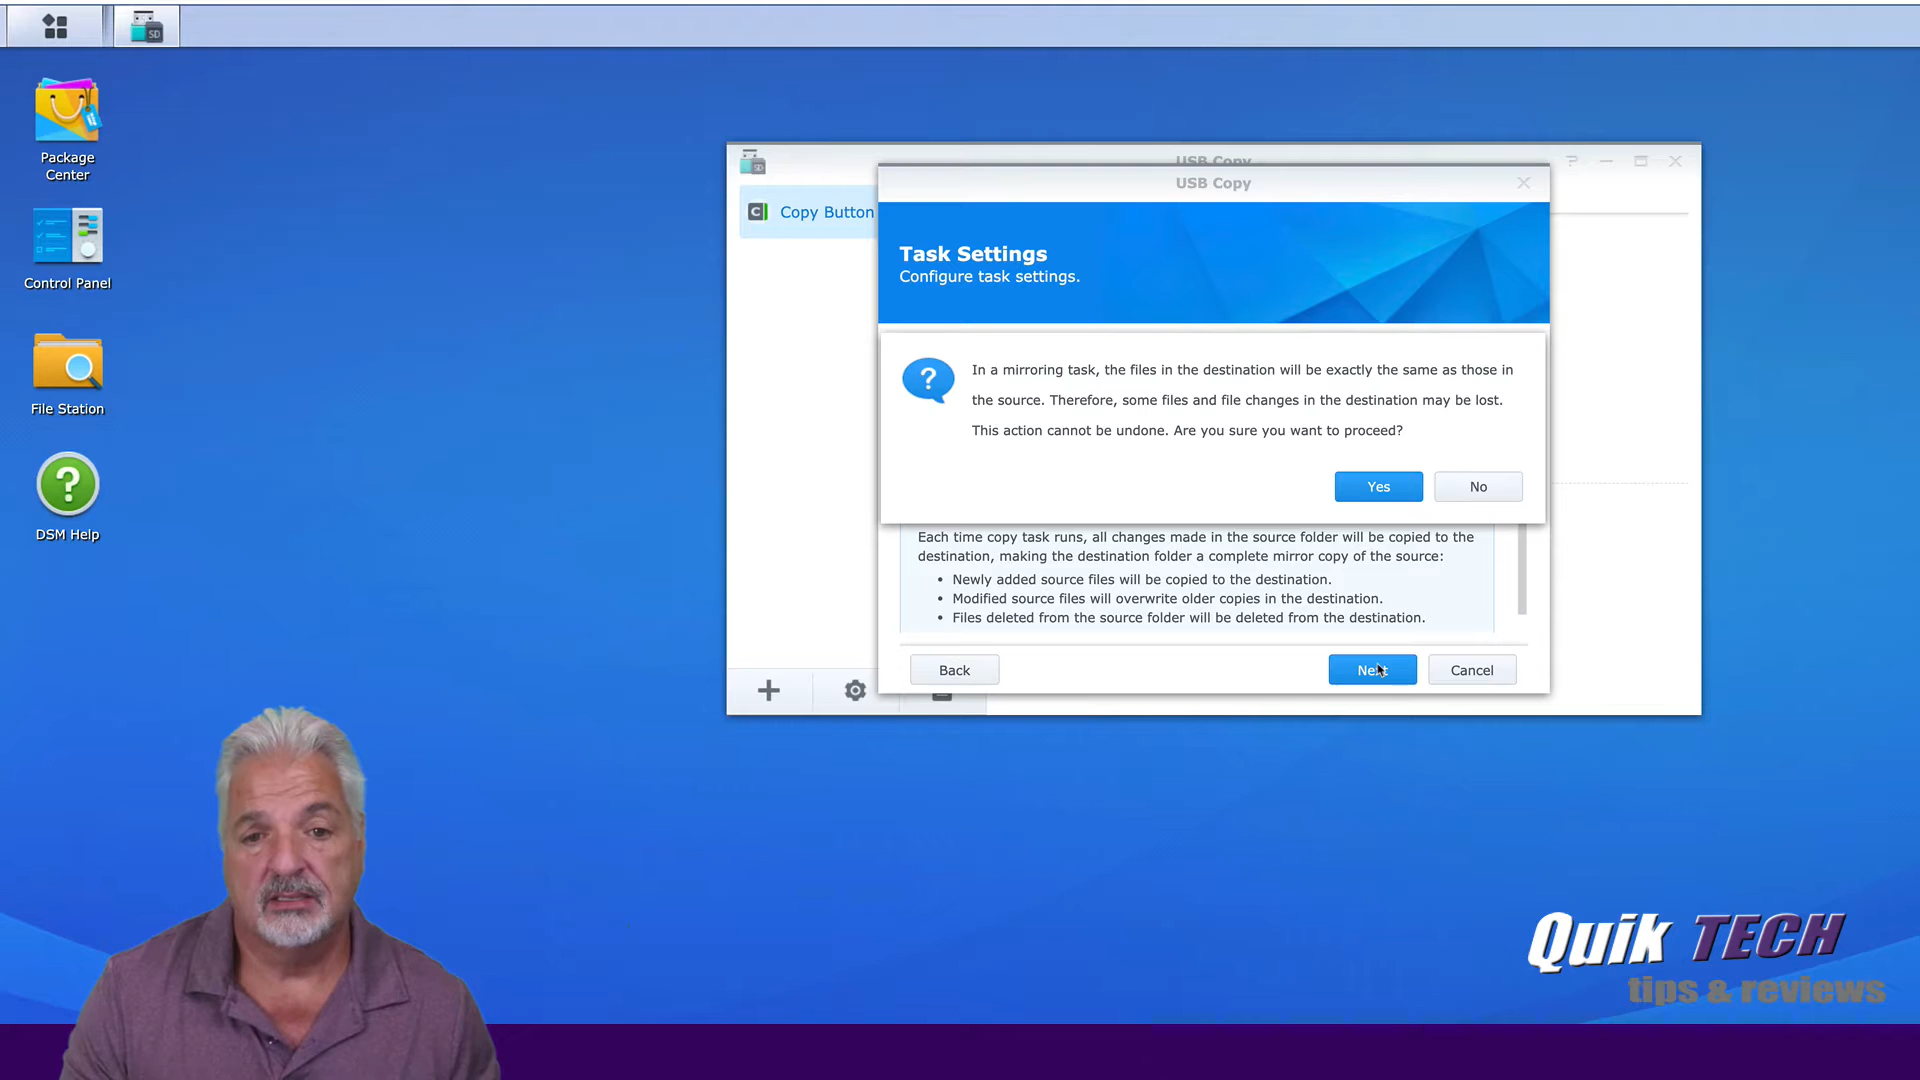 SD
Package
Center
Control Panel
File Station
DSM Help
SD
USB Copy
Copy Button
USB Copy
Task Settings
Configure task settings.
In a mirroring task, the files in the destination will be exactly the same as those in
the source. Therefore, some files and file changes in the destination may be lost.
This action cannot be undone. Are you sure you want to proceed?
Yes
No
Each time copy task runs, all changes made in the source folder will be copied to the
destination, making the destination folder a complete mirror copy of the source:
• Newly added source files will be copied to the destination.
• Modified source files will overwrite older copies in the destination.
• Files deleted from the source folder will be deleted from the destination.
Back
Next
Cancel
Quik TECH
tips & reviews